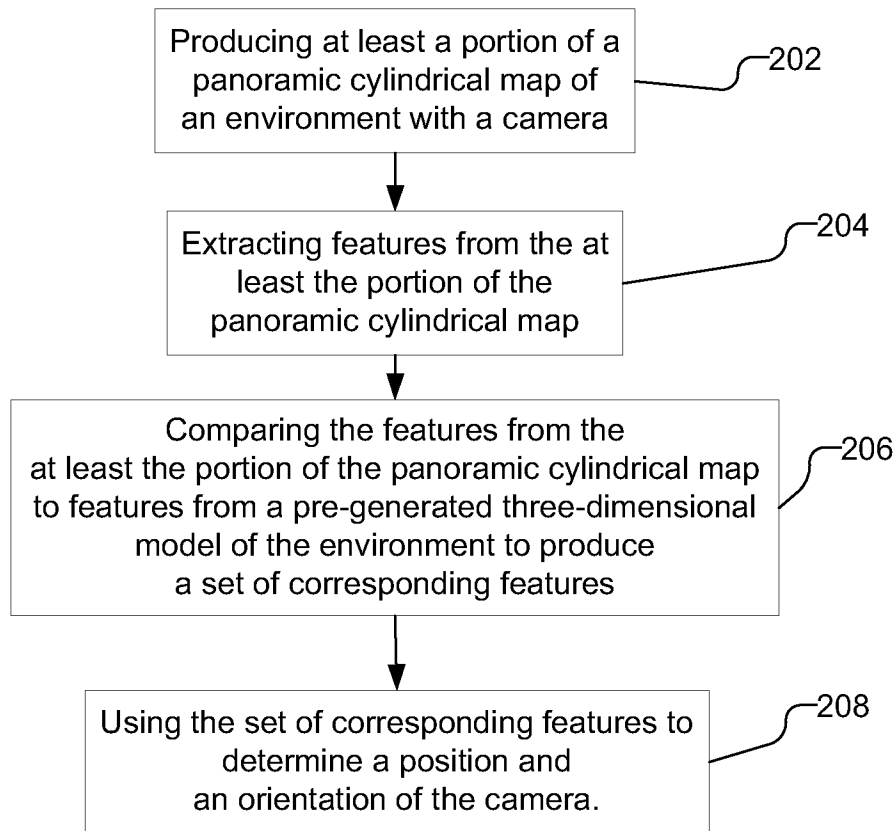 Producing at least a portion of a
panoramic cylindrical map of
an environment with a camera
202
Extracting features from the at
least the portion of the
panoramic cylindrical map
204
Comparing the features from the
at least the portion of the panoramic cylindrical map
to features from a pre-generated three-dimensional
model of the environment to produce
a set of corresponding features
206
Using the set of corresponding features to
determine a position and
an orientation of the camera.
208